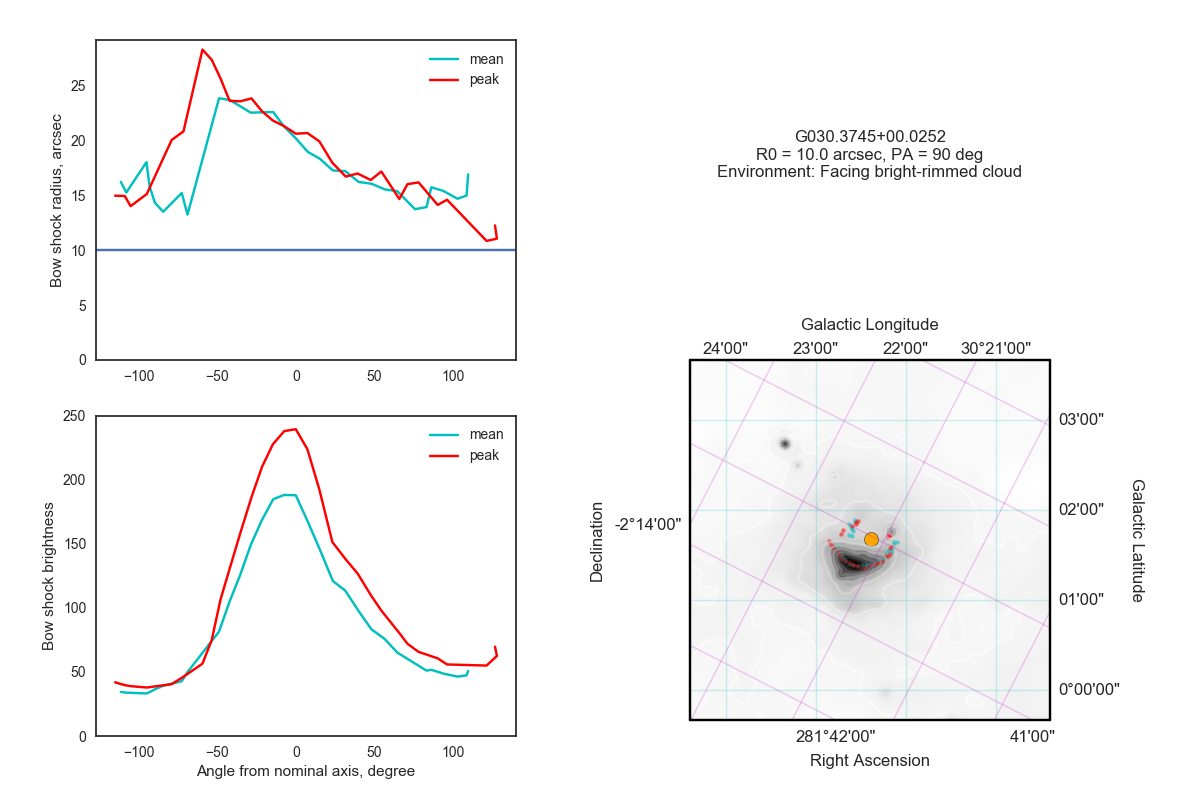 mean
peak
25
20
15
10
5
0
Bow shock radius, arcsec
−100 −50 0 50 100
G030.3745+00.0252
R0 = 10.0 arcsec, PA = 90 deg
Environment: Facing bright-rimmed cloud
250
200
150
100
50
0
Bow shock brightness
mean
peak
−100 −50 0 50 100
Angle from nominal axis, degree
Galactic Longitude
24'00" 23'00" 22'00" 30°21'00"
03'00"
02'00"
01'00"
0°00'00"
Galactic Latitude
-2°14'00"
Declination
281°42'00" 41'00"
Right Ascension